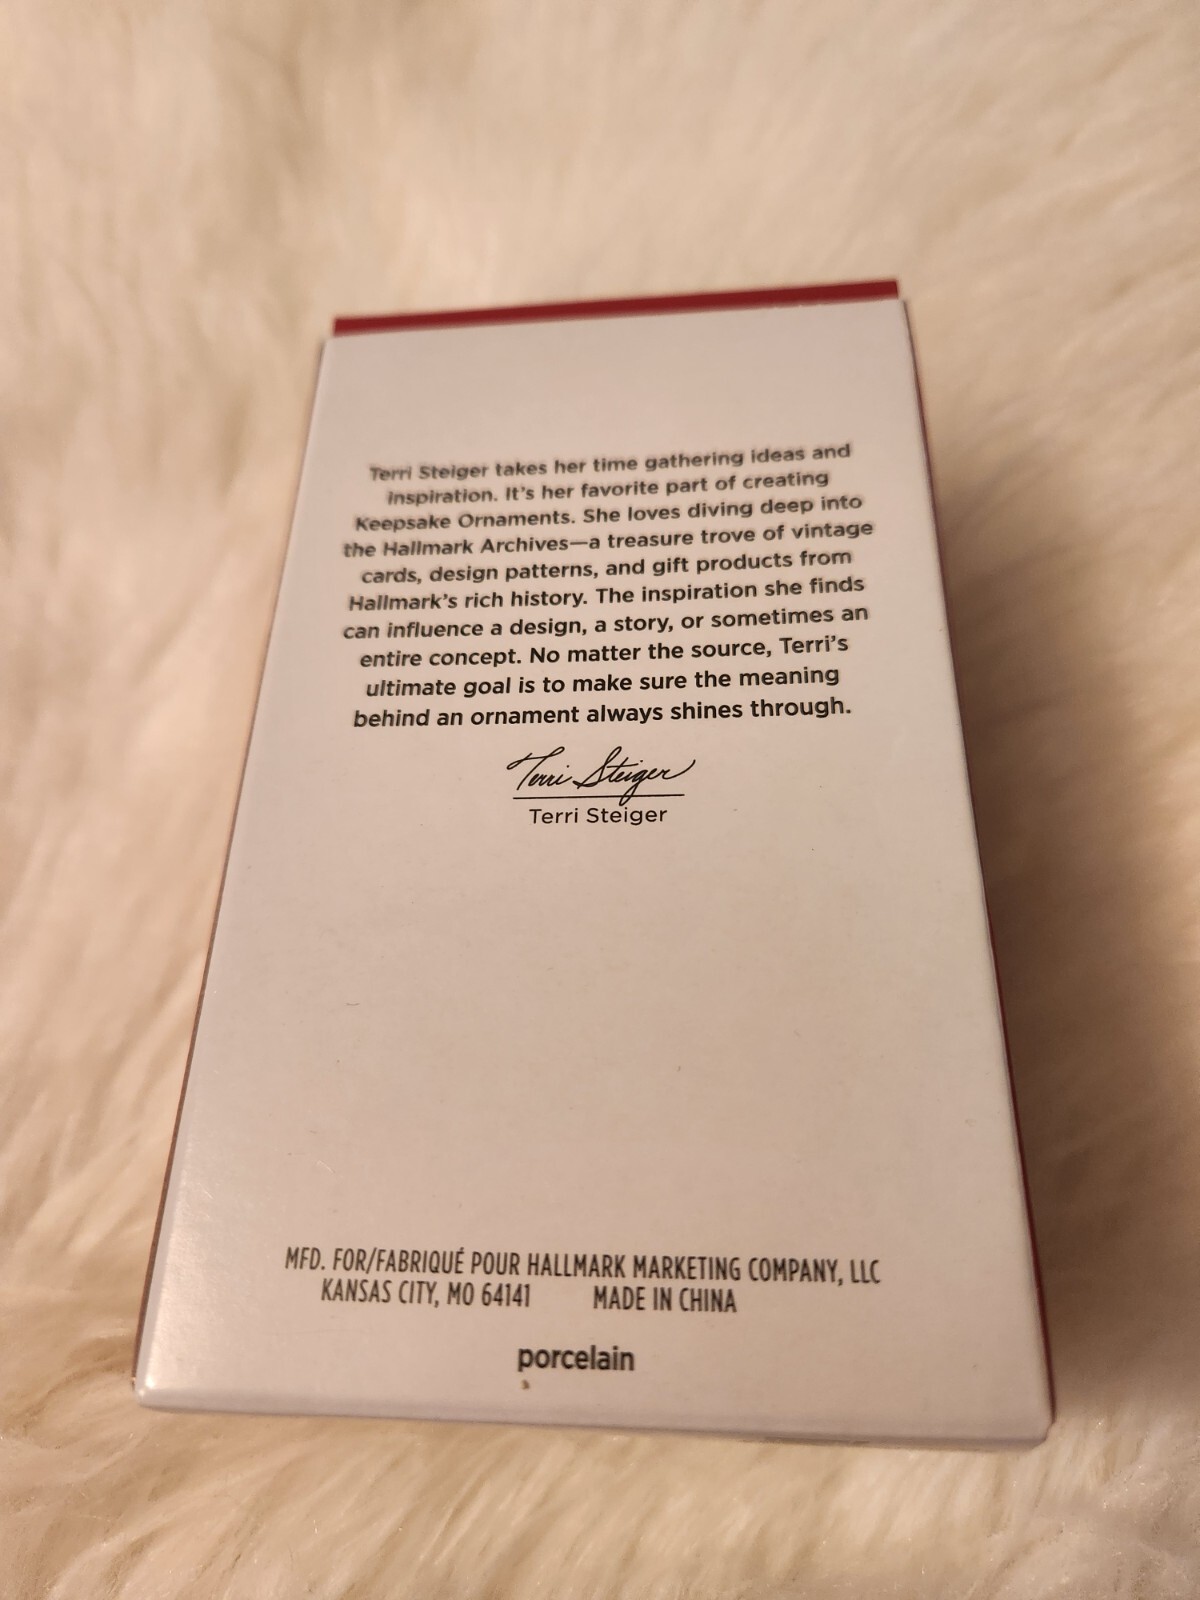 Terri Steiger takes her time gathering ideas and
inspiration. It's her favorite part of creating
Keepsake Ornaments. She loves diving deep into
the Hallmark Archives—a treasure trove of vintage
cards, design patterns, and gift products from
Hallmark's rich history. The inspiration she finds
can influence a design, a story, or sometimes an
entire concept. No matter the source, Terri's
ultimate goal is to make sure the meaning
behind an ornament always shines through.
Terri Steiger
Terri Steiger
MFD. FOR/FABRIQUÉ POUR HALLMARK MARKETING COMPANY, LLC
KANSAS CITY, MO 64141 MADE IN CHINA
porcelain